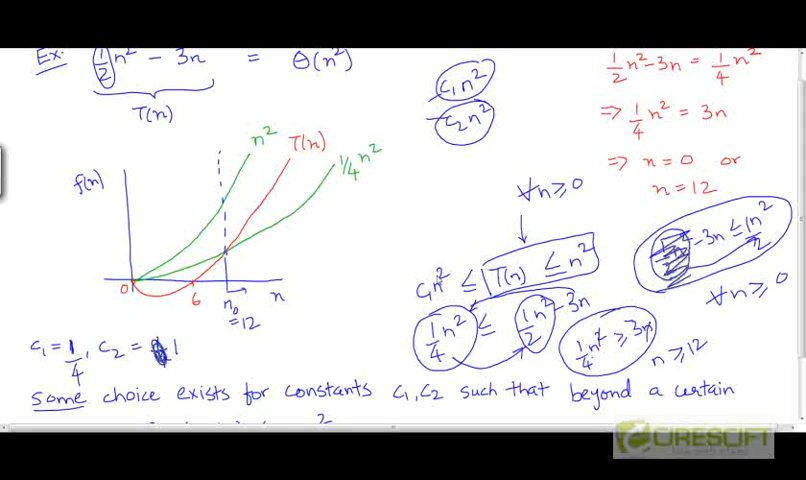 Ex: 1/2 n² - 3n = Θ(n²)
T(n)
c₁n²
c₂n²
1/2 n² - 3n = 1/4 n²
=> 1/4 n² = 3n
=> n = 0 or
n = 12
f(n)
n²
T(n)
1/4 n²
0
6
n₀
=12
n
∀n ≥ 0
c₁n² ≤ T(n) ≤ n²
1/4 n² ≤ 1/2 n² - 3n
1/4 n² ≥ 3n
n ≥ 12
- 3n ≤ 1/2 n²
∀n ≥ 0
c₁ = 1/4, c₂ = 1
Some choice exists for constants c₁, c₂ such that beyond a certain
CIRESCIFT